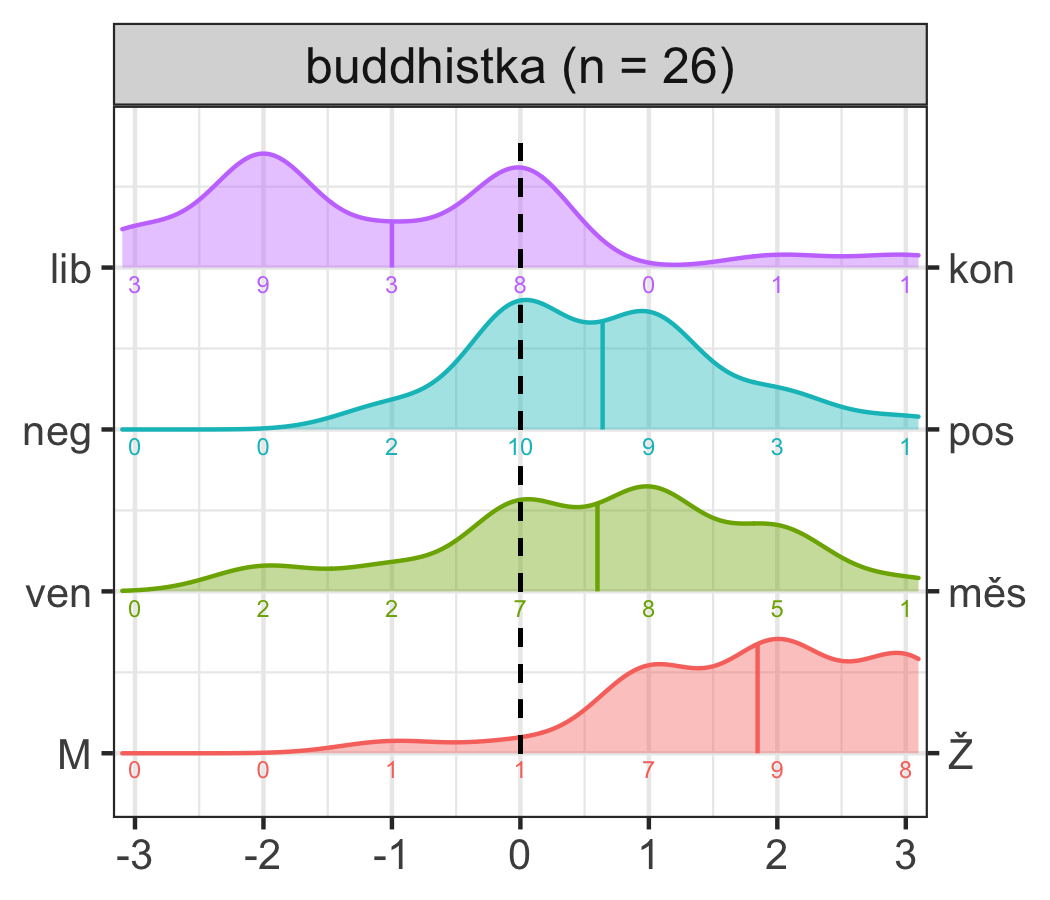 buddhistka (n = 26)
lib kon
3 9 3 8 0 1 1
neg pos
0 0 2 10 9 3 1
ven měs
0 2 2 7 8 5 1
M Ž
0 0 1 1 7 9 8
-3 -2 -1 0 1 2 3